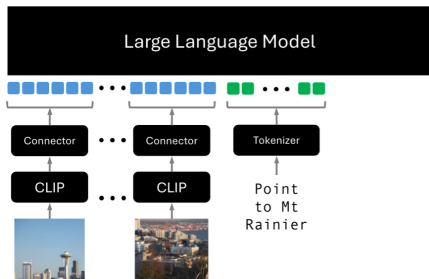 Large Language Model
Connector
Connector
Tokenizer
CLIP
CLIP
Point
to Mt
Rainier